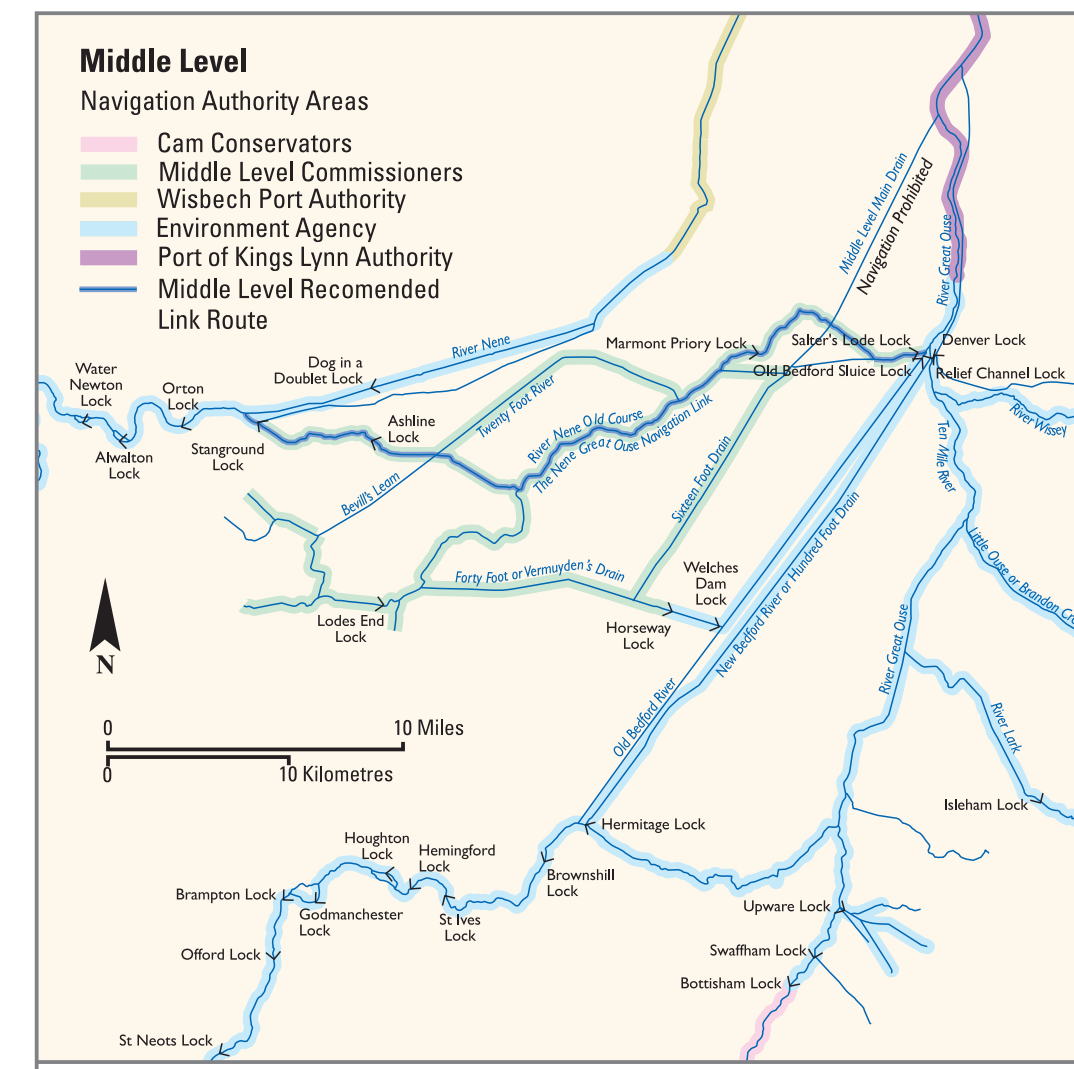 Middle Level
Navigation Authority Areas
Cam Conservators
Middle Level Commissioners
Wisbech Port Authority
Environment Agency
Port of Kings Lynn Authority
Middle Level Recomended
Link Route
Middle Level Main Drain
Navigation Prohibited
River Great Ouse
River Nene
Dog in a
Doublet Lock
Marmont Priory Lock
Salter's Lode Lock
Denver Lock
Old Bedford Sluice Lock
Relief Channel Lock
Water
Newton
Lock
Orton
Lock
Alwalton
Lock
Stanground
Lock
Ashline
Lock
Twenty Foot River
River Nene Old Course
The Nene Great Ouse Navigation Link
River Wissey
Ten Mile River
Bevill's Leam
Sixteen Foot Drain
Forty Foot or Vermuyden's Drain
Welches
Dam
Lock
Lodes End
Lock
Horseway
Lock
New Bedford River or Hundred Foot Drain
Little Ouse or Brandon Cr
River Great Ouse
Old Bedford River
River Lark
N
0
10 Miles
0
10 Kilometres
Isleham Lock
Hermitage Lock
Houghton
Lock
Hemingford
Lock
Brownshill
Lock
Brampton Lock
Godmanchester
Lock
St Ives
Lock
Upware Lock
Offord Lock
Swaffham Lock
Bottisham Lock
St Neots Lock